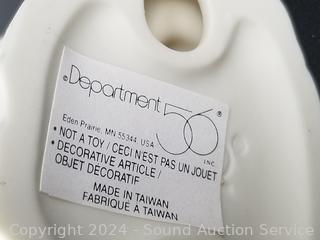 ©Department 56®
INC
Eden Prairie, MN 55344, USA
• NOT A TOY / CECI N'EST PAS UN JOUET
• DECORATIVE ARTICLE /
OBJET DECORATIF
MADE IN TAIWAN
FABRIQUE A TAIWAN
Copyright 2024 - Sound Auction Service